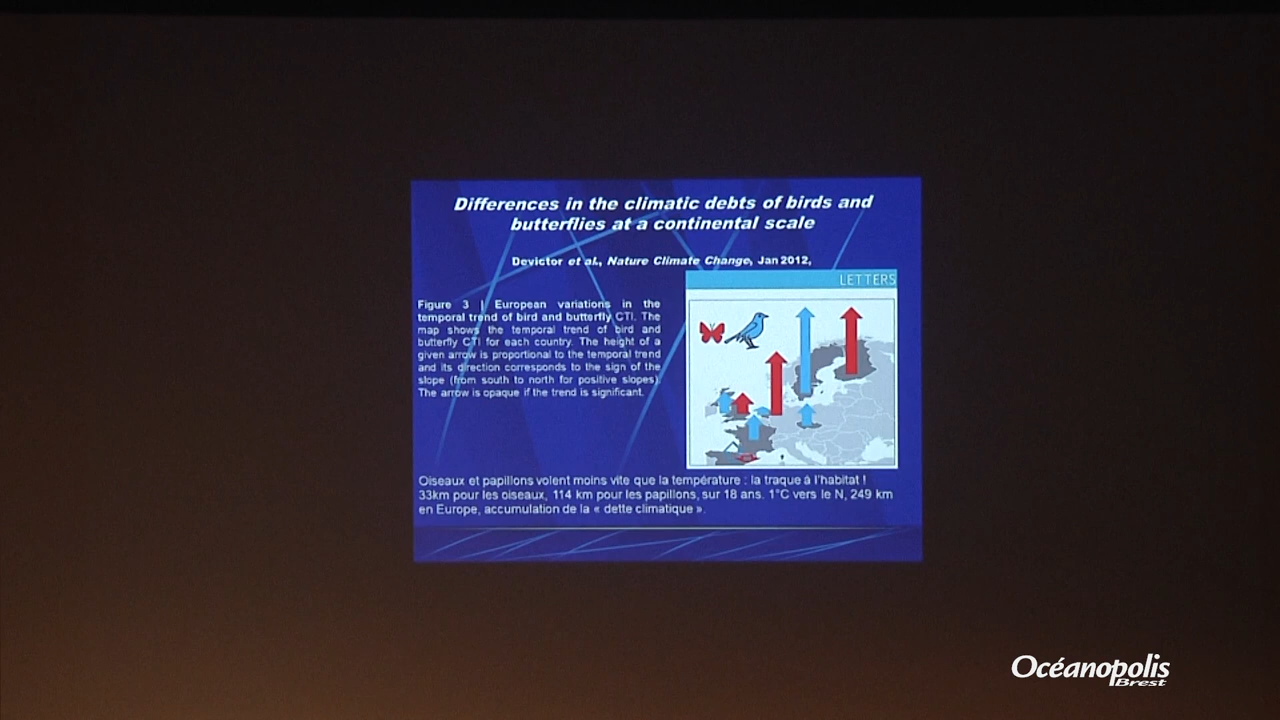 Differences in the climatic debts of birds and
butterflies at a continental scale
Devictor et al., Nature Climate Change, Jan 2012,
LETTERS
Figure 3 | European variations in the
temporal trend of bird and butterfly CTI. The
map shows the temporal trend of bird and
butterfly CTI for each country. The height of a
given arrow is proportional to the temporal trend
and its direction corresponds to the sign of the
slope (from south to north for positive slopes).
The arrow is opaque if the trend is significant.
Oiseaux et papillons volent moins vite que la température : la traque à l'habitat !
33km pour les oiseaux, 114 km pour les papillons, sur 18 ans. 1°C vers le N, 249 km
en Europe, accumulation de la « dette climatique ».
Océanopolis
Brest